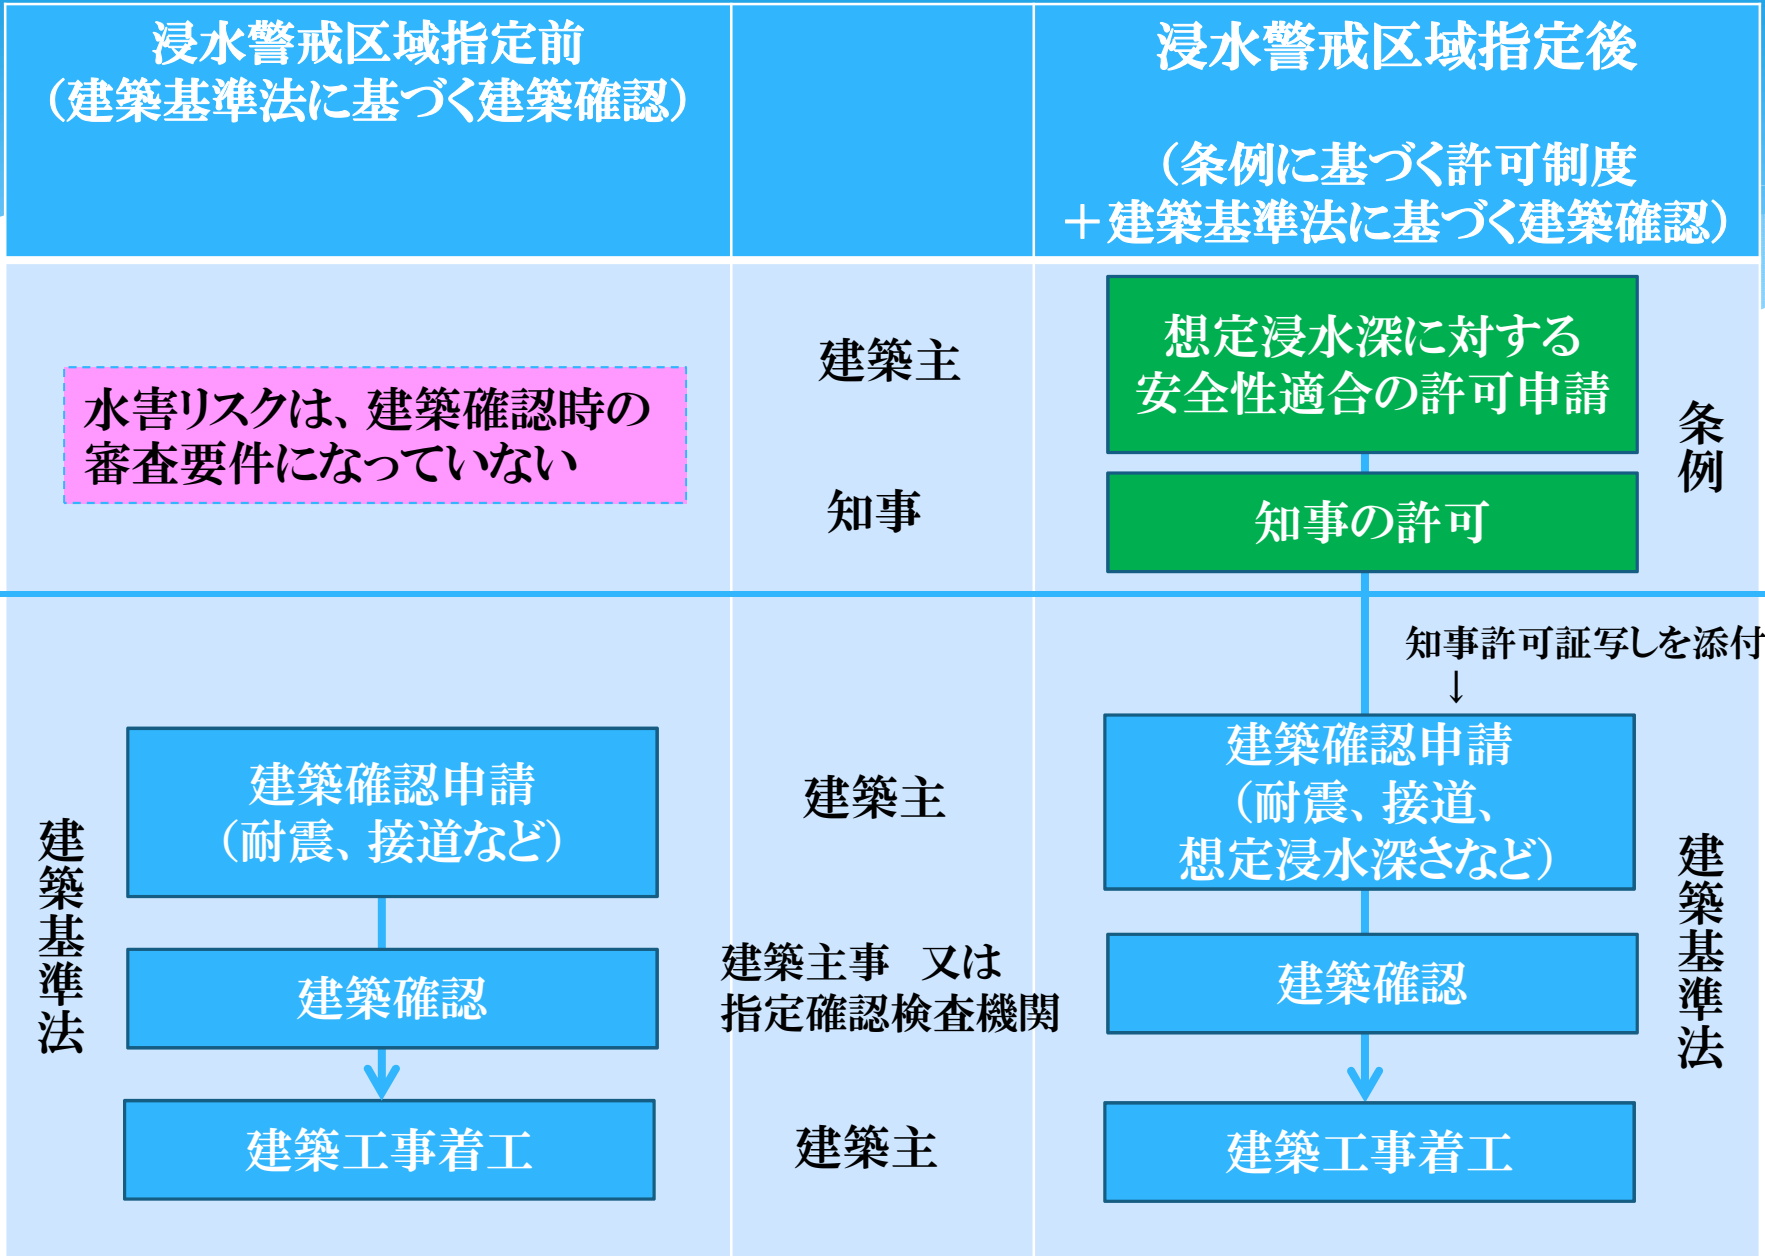 浸水警戒区域指定前
（建築基準法に基づく建築確認）
浸水警戒区域指定後
（条例に基づく許可制度
＋建築基準法に基づく建築確認）
水害リスクは、建築確認時の
審査要件になっていない
建築主
知事
想定浸水深に対する
安全性適合の許可申請
知事の許可
条例
知事許可証写しを添付
↓
建築基準法
建築確認申請
（耐震、接道など）
建築確認
建築工事着工
建築主
建築主事　又は
指定確認検査機関
建築主
建築確認申請
（耐震、接道、
想定浸水深さなど）
建築確認
建築工事着工
建築基準法